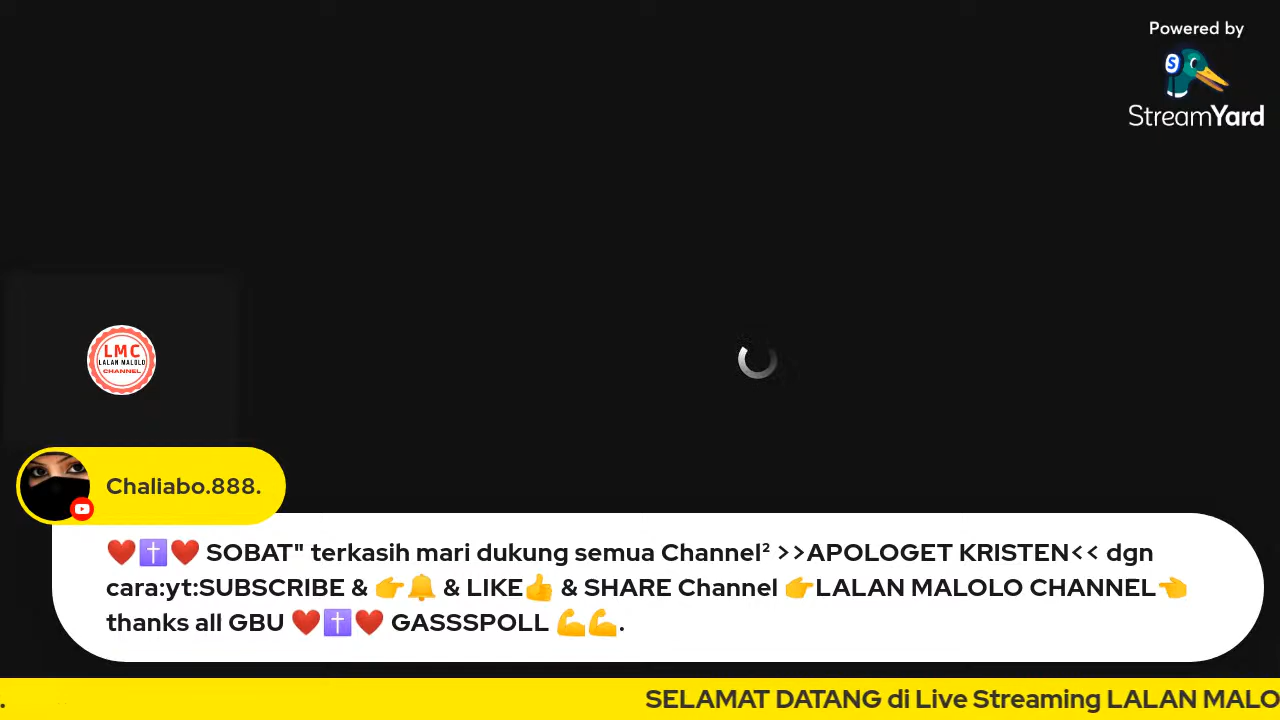 Powered by
S
StreamYard
LMC
LALAN MALOLO
CHANNEL
Chaliabo.888.
❤️✝️❤️ SOBAT" terkasih mari dukung semua Channel² >>APOLOGET KRISTEN<< dgn
cara:yt:SUBSCRIBE & 👉🔔 & LIKE👍 & SHARE Channel 👉LALAN MALOLO CHANNEL👈
thanks all GBU ❤️✝️❤️ GASSSPOLL 💪💪.
. SELAMAT DATANG di Live Streaming LALAN MALO